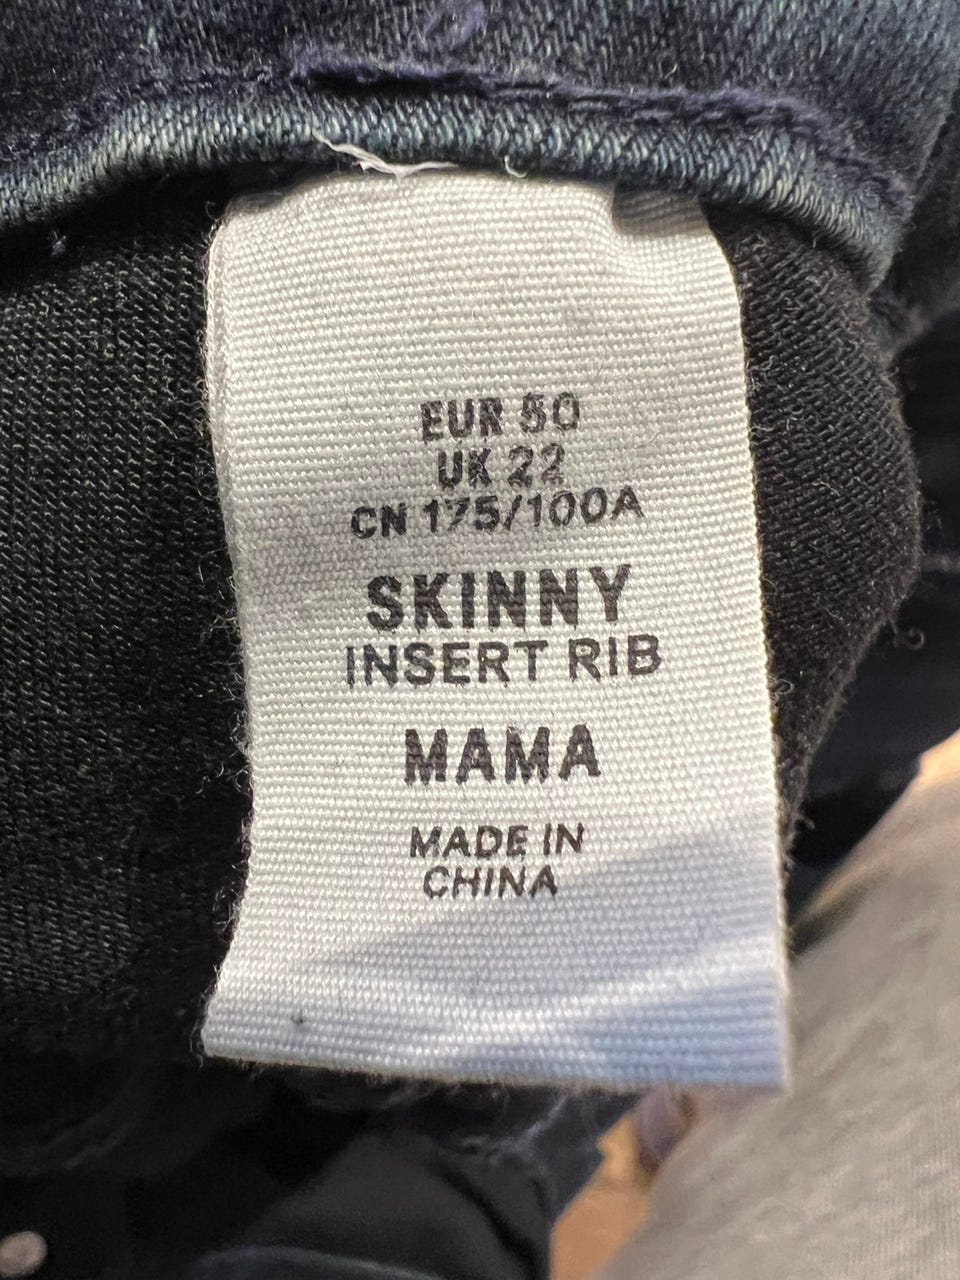 EUR 50
UK 22
CN 175/100A
SKINNY
INSERT RIB
MAMA
MADE IN
CHINA